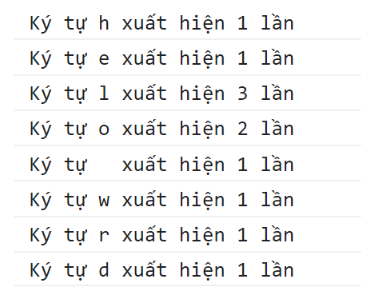 Ký tự h xuất hiện 1 lần
Ký tự e xuất hiện 1 lần
Ký tự l xuất hiện 3 lần
Ký tự o xuất hiện 2 lần
Ký tự   xuất hiện 1 lần
Ký tự w xuất hiện 1 lần
Ký tự r xuất hiện 1 lần
Ký tự d xuất hiện 1 lần